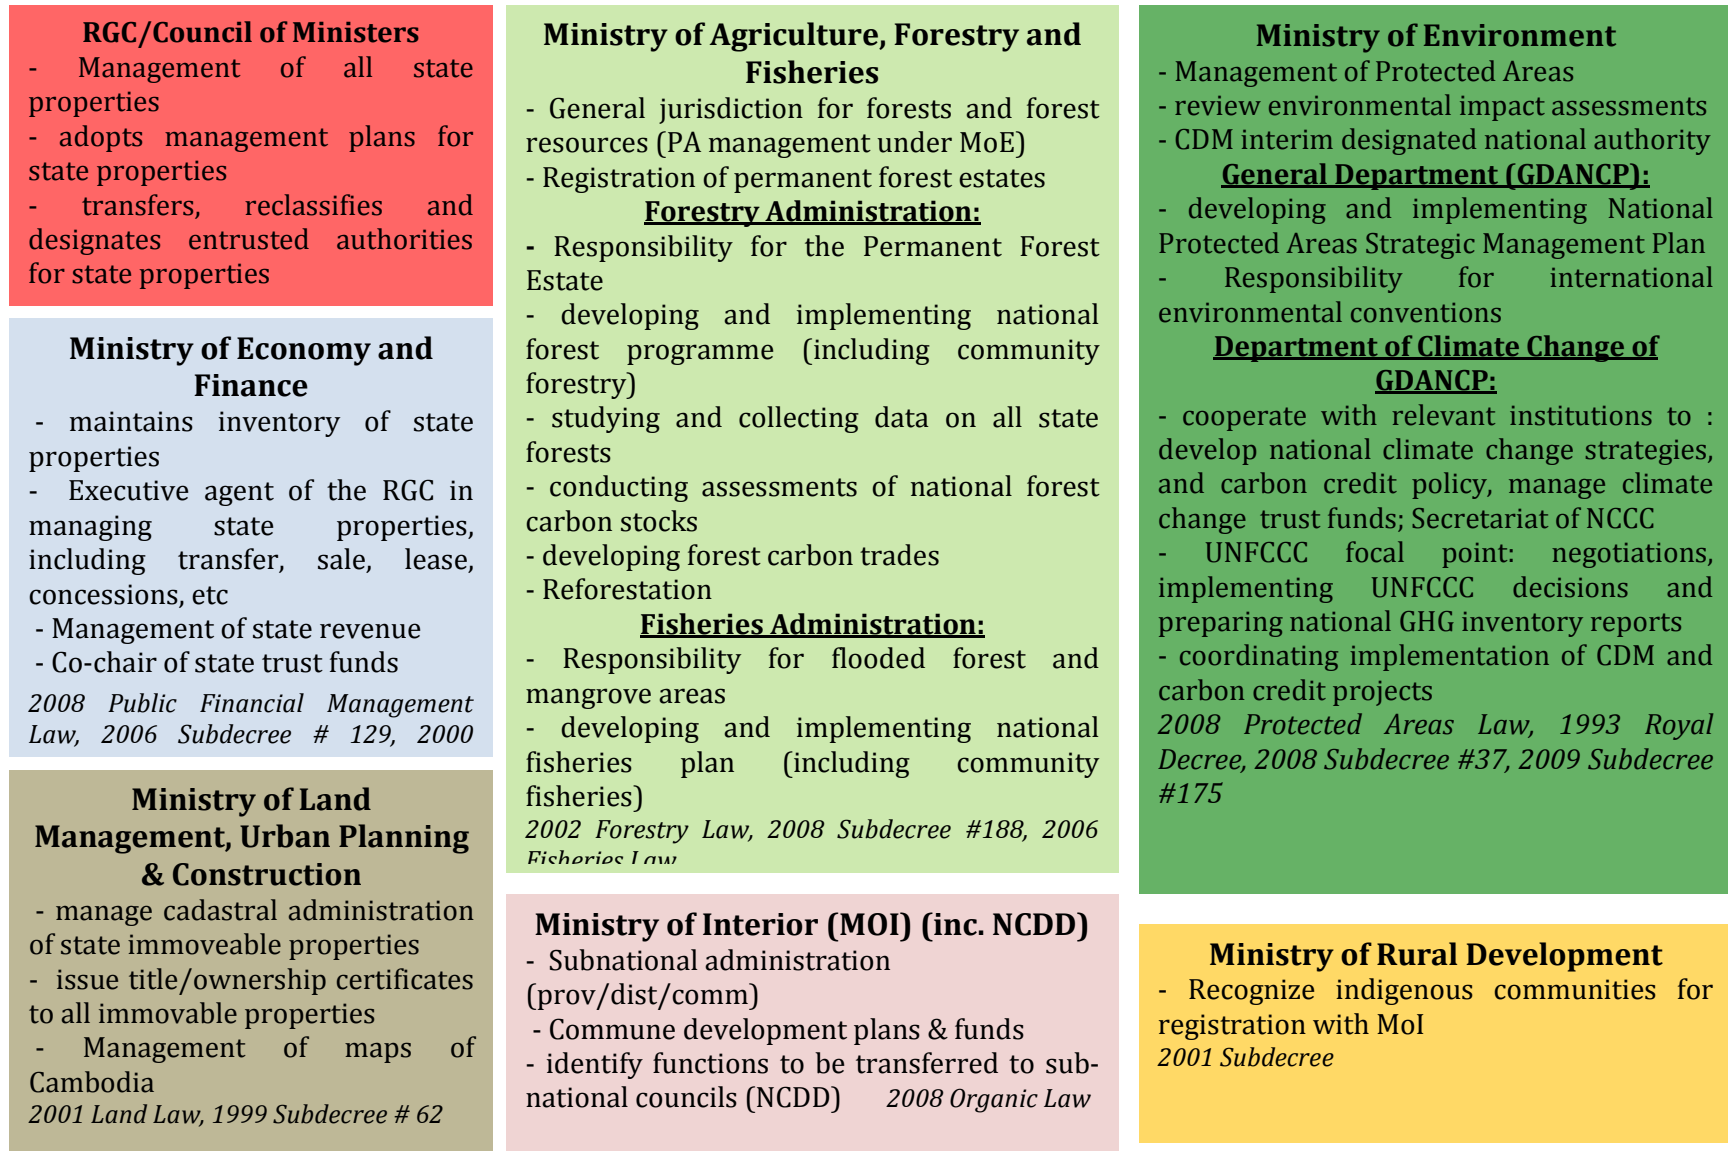 RGC/Council of Ministers
- Management of all state
properties
- adopts management plans for
state properties
- transfers, reclassifies and
designates entrusted authorities
for state properties
Ministry of Economy and
Finance
- maintains inventory of state
properties
- Executive agent of the RGC in
managing state properties,
including transfer, sale, lease,
concessions, etc
- Management of state revenue
- Co-chair of state trust funds
2008 Public Financial Management
Law, 2006 Subdecree # 129, 2000
Ministry of Land
Management, Urban Planning
& Construction
- manage cadastral administration
of state immoveable properties
- issue title/ownership certificates
to all immovable properties
- Management of maps of
Cambodia
2001 Land Law, 1999 Subdecree # 62
Ministry of Agriculture, Forestry and
Fisheries
- General jurisdiction for forests and forest
resources (PA management under MoE)
- Registration of permanent forest estates
Forestry Administration:
- Responsibility for the Permanent Forest
Estate
- developing and implementing national
forest programme (including community
forestry)
- studying and collecting data on all state
forests
- conducting assessments of national forest
carbon stocks
- developing forest carbon trades
- Reforestation
Fisheries Administration:
- Responsibility for flooded forest and
mangrove areas
- developing and implementing national
fisheries plan (including community
fisheries)
2002 Forestry Law, 2008 Subdecree #188, 2006
Fisheries Law
Ministry of Interior (MOI) (inc. NCDD)
- Subnational administration
(prov/dist/comm)
- Commune development plans & funds
- identify functions to be transferred to sub-
national councils (NCDD) 2008 Organic Law
Ministry of Environment
- Management of Protected Areas
- review environmental impact assessments
- CDM interim designated national authority
General Department (GDANCP):
- developing and implementing National
Protected Areas Strategic Management Plan
- Responsibility for international
environmental conventions
Department of Climate Change of
GDANCP:
- cooperate with relevant institutions to :
develop national climate change strategies,
and carbon credit policy, manage climate
change trust funds; Secretariat of NCCC
- UNFCCC focal point: negotiations,
implementing UNFCCC decisions and
preparing national GHG inventory reports
- coordinating implementation of CDM and
carbon credit projects
2008 Protected Areas Law, 1993 Royal
Decree, 2008 Subdecree #37, 2009 Subdecree
#175
Ministry of Rural Development
- Recognize indigenous communities for
registration with MoI
2001 Subdecree